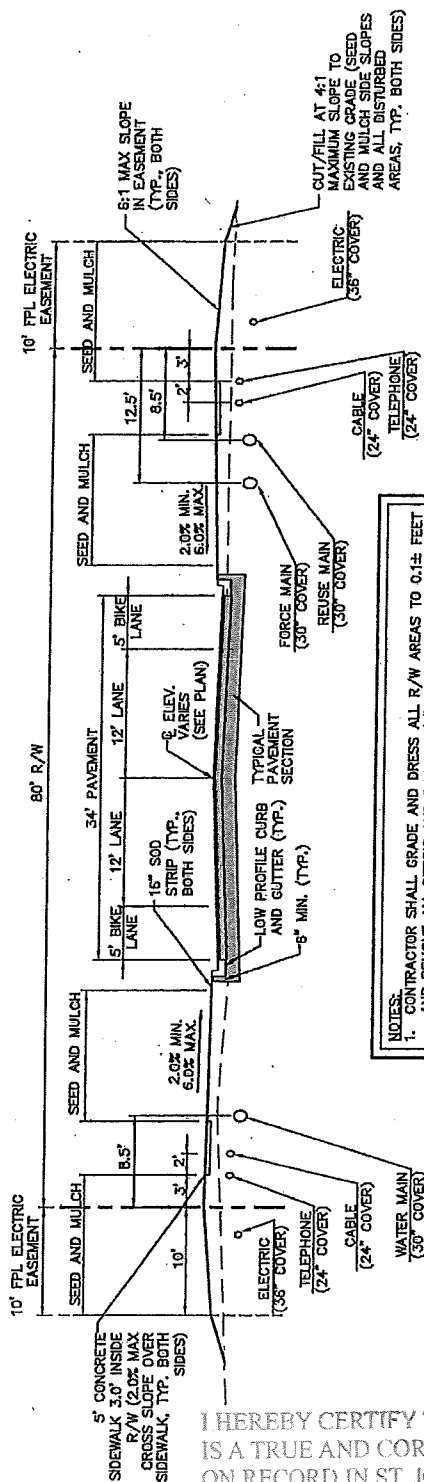 80' R/W
10' FPL ELECTRIC
EASEMENT
SEED AND MULCH
5' CONCRETE
SIDEWALK 3.0' INSIDE
R/W (2.0% MAX
CROSS SLOPE OVER
SIDEWALK, TYP. BOTH
SIDES)
10'
3'
2'
8.5'
SEED AND MULCH
2.0% MIN.
6.0% MAX.
ELECTRIC
(36" COVER)
TELEPHONE
(24" COVER)
CABLE
(24" COVER)
WATER MAIN
(30" COVER)
16" SOD
STRIP (TYP.,
BOTH SIDES)
34' PAVEMENT
5' BIKE
LANE
12' LANE
12' LANE
5' BIKE
LANE
℄ ELEV.
VARIES
(SEE PLAN)
TYPICAL
PAVEMENT
SECTION
LOW PROFILE CURB
AND GUTTER (TYP.)
6" MIN. (TYP.)
SEED AND MULCH
2.0% MIN.
6.0% MAX.
12.5'
8.5'
2'
3'
SEED AND MULCH
10' FPL ELECTRIC
EASEMENT
6:1 MAX SLOPE
IN EASEMENT
(TYP., BOTH
SIDES)
CUT/FILL AT 4:1
MAXIMUM SLOPE TO
EXISTING GRADE (SEED
AND MULCH SIDE SLOPES
AND ALL DISTURBED
AREAS, TYP. BOTH SIDES)
FORCE MAIN
(30" COVER)
REUSE MAIN
(30" COVER)
CABLE
(24" COVER)
TELEPHONE
(24" COVER)
ELECTRIC
(36" COVER)
NOTES:
1. CONTRACTOR SHALL GRADE AND DRESS ALL R/W AREAS TO 0.1± FEET
I HEREBY CERTIFY
IS A TRUE AND COR
ON RECORD IN ST. J